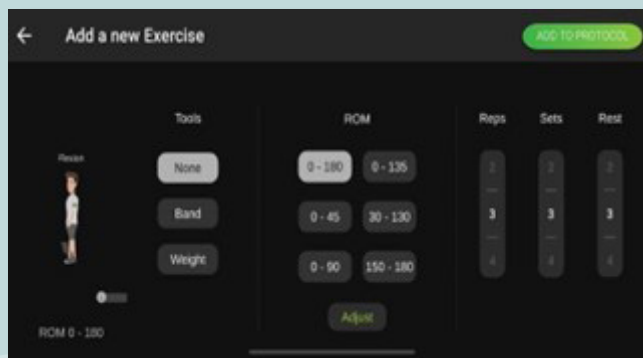 Add a new Exercise
ADD TO PROTOCOL
Tools
ROM
Reps
Sets
Rest
Flexion
None
Band
Weight
0 - 180
0 - 135
0 - 45
30 - 130
0 - 90
150 - 180
Adjust
2
3
4
2
3
4
2
3
4
ROM 0 - 180